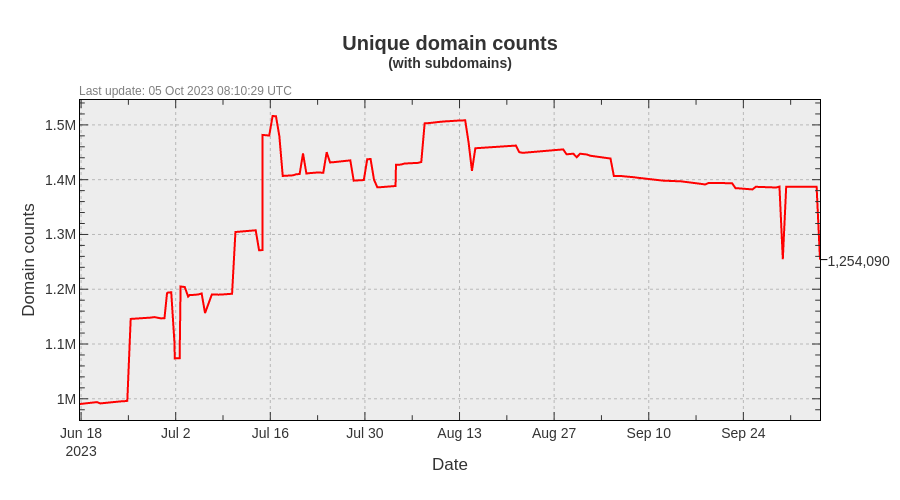 Unique domain counts
(with subdomains)
Last update: 05 Oct 2023 08:10:29 UTC
1.5M
1.4M
1.3M
1.2M
1.1M
1M
Domain counts
1,254,090
Jun 18 Jul 2 Jul 16 Jul 30 Aug 13 Aug 27 Sep 10 Sep 24
2023
Date